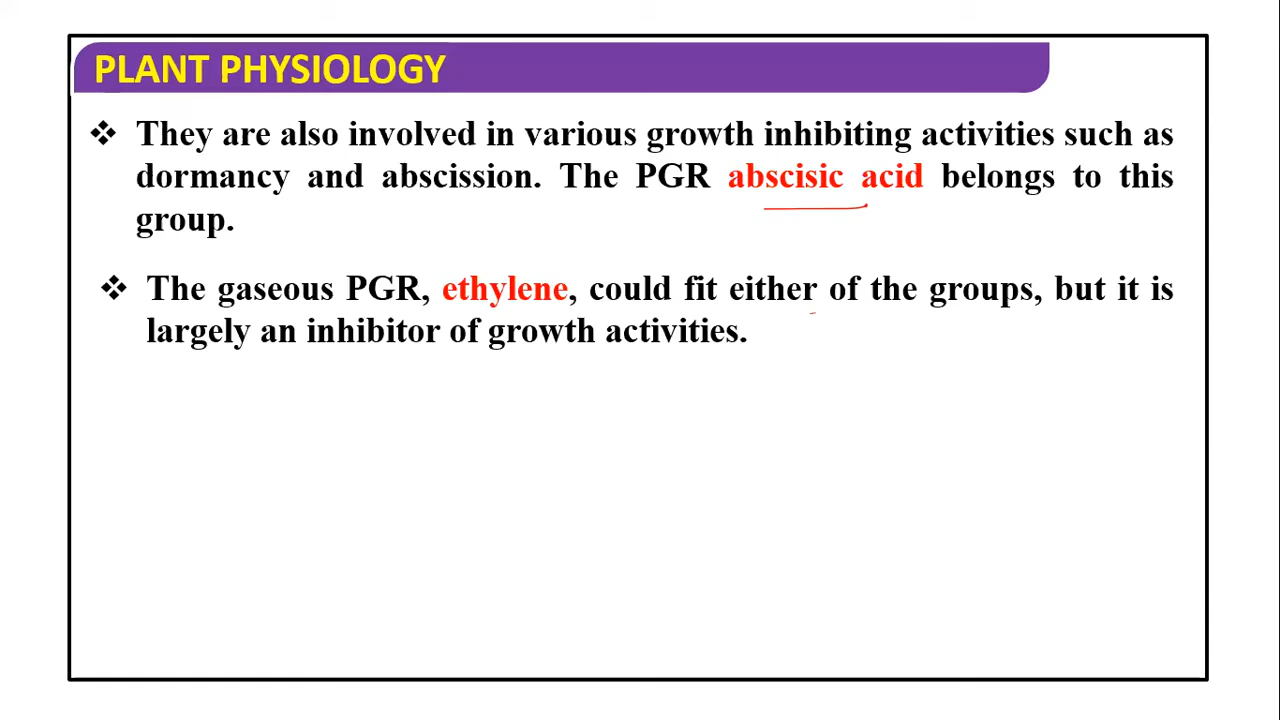 PLANT PHYSIOLOGY
❖ They are also involved in various growth inhibiting activities such as
dormancy and abscission. The PGR abscisic acid belongs to this
group.
❖ The gaseous PGR, ethylene, could fit either of the groups, but it is
largely an inhibitor of growth activities.